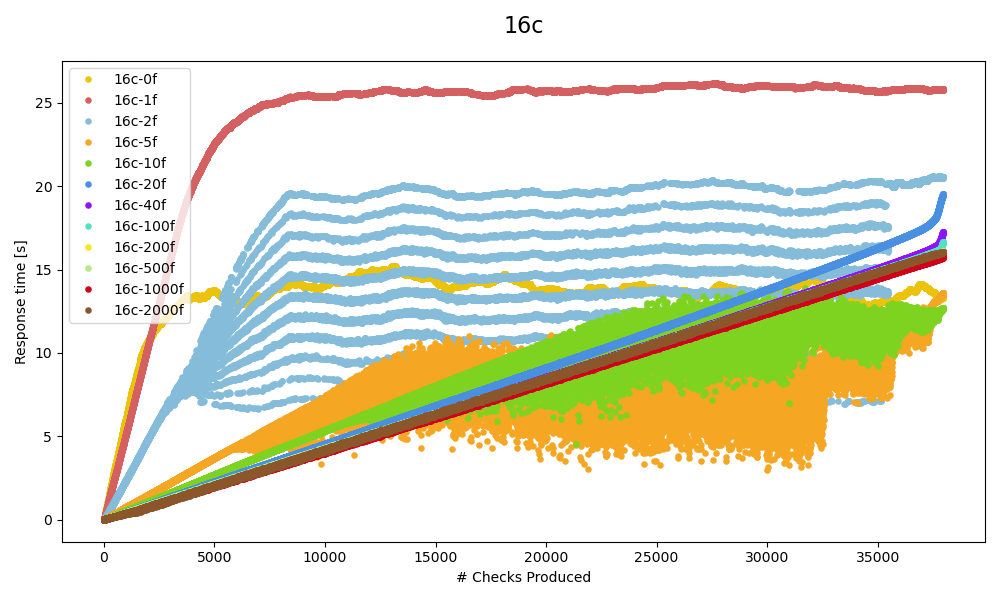 16c
16c-0f
16c-1f
16c-2f
16c-5f
16c-10f
16c-20f
16c-40f
16c-100f
16c-200f
16c-500f
16c-1000f
16c-2000f
Response time [s]
25
20
15
10
5
0
0 5000 10000 15000 20000 25000 30000 35000
# Checks Produced